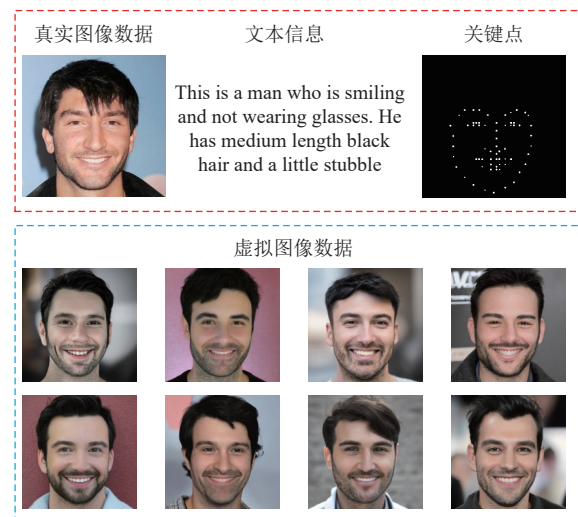 真实图像数据
文本信息
关键点
This is a man who is smiling
and not wearing glasses. He
has medium length black
hair and a little stubble
虚拟图像数据